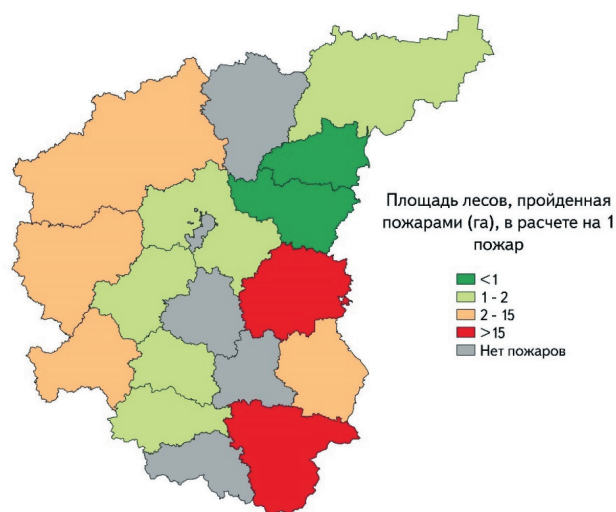 Площадь лесов, пройденная
пожарами (га), в расчете на 1
пожар
<1
1 - 2
2 - 15
>15
Нет пожаров